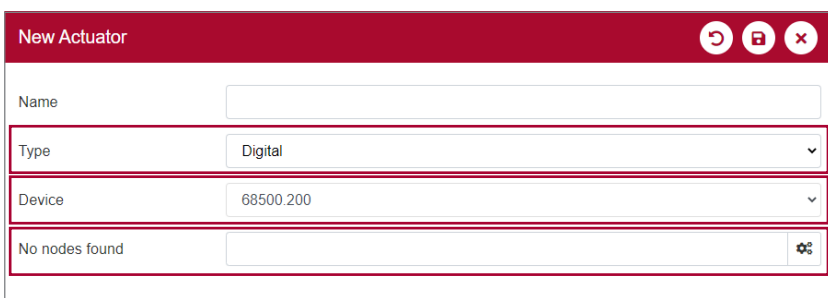 New Actuator
Name
Type Digital
Device 68500.200
No nodes found